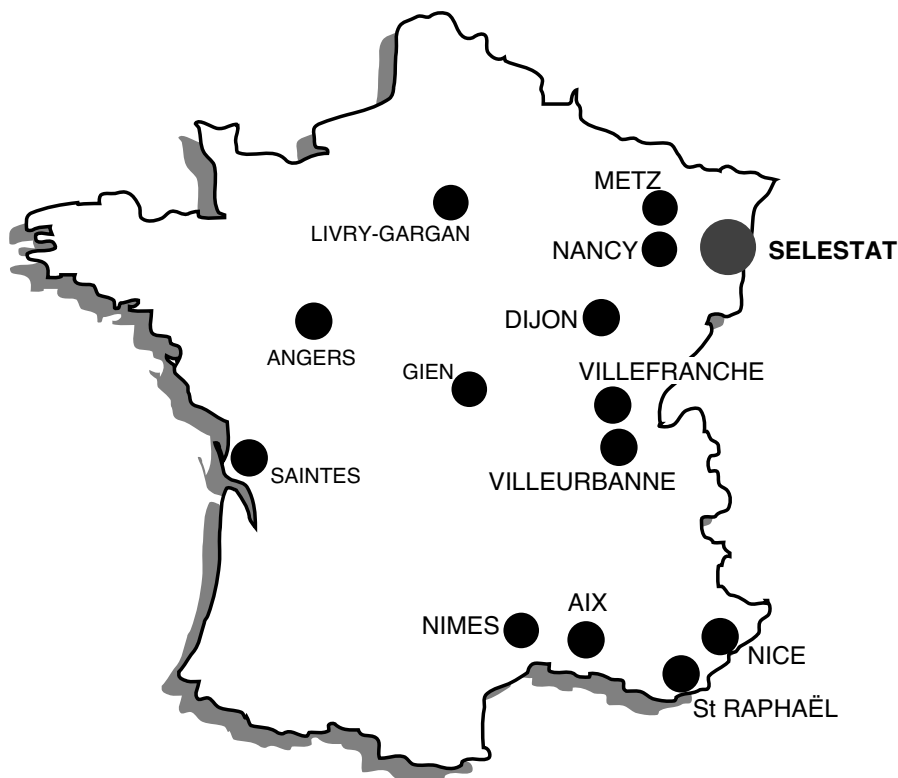 METZ
LIVRY-GARGAN
NANCY
SELESTAT
DIJON
ANGERS
GIEN
VILLEFRANCHE
SAINTES
VILLEURBANNE
AIX
NIMES
NICE
St RAPHAËL